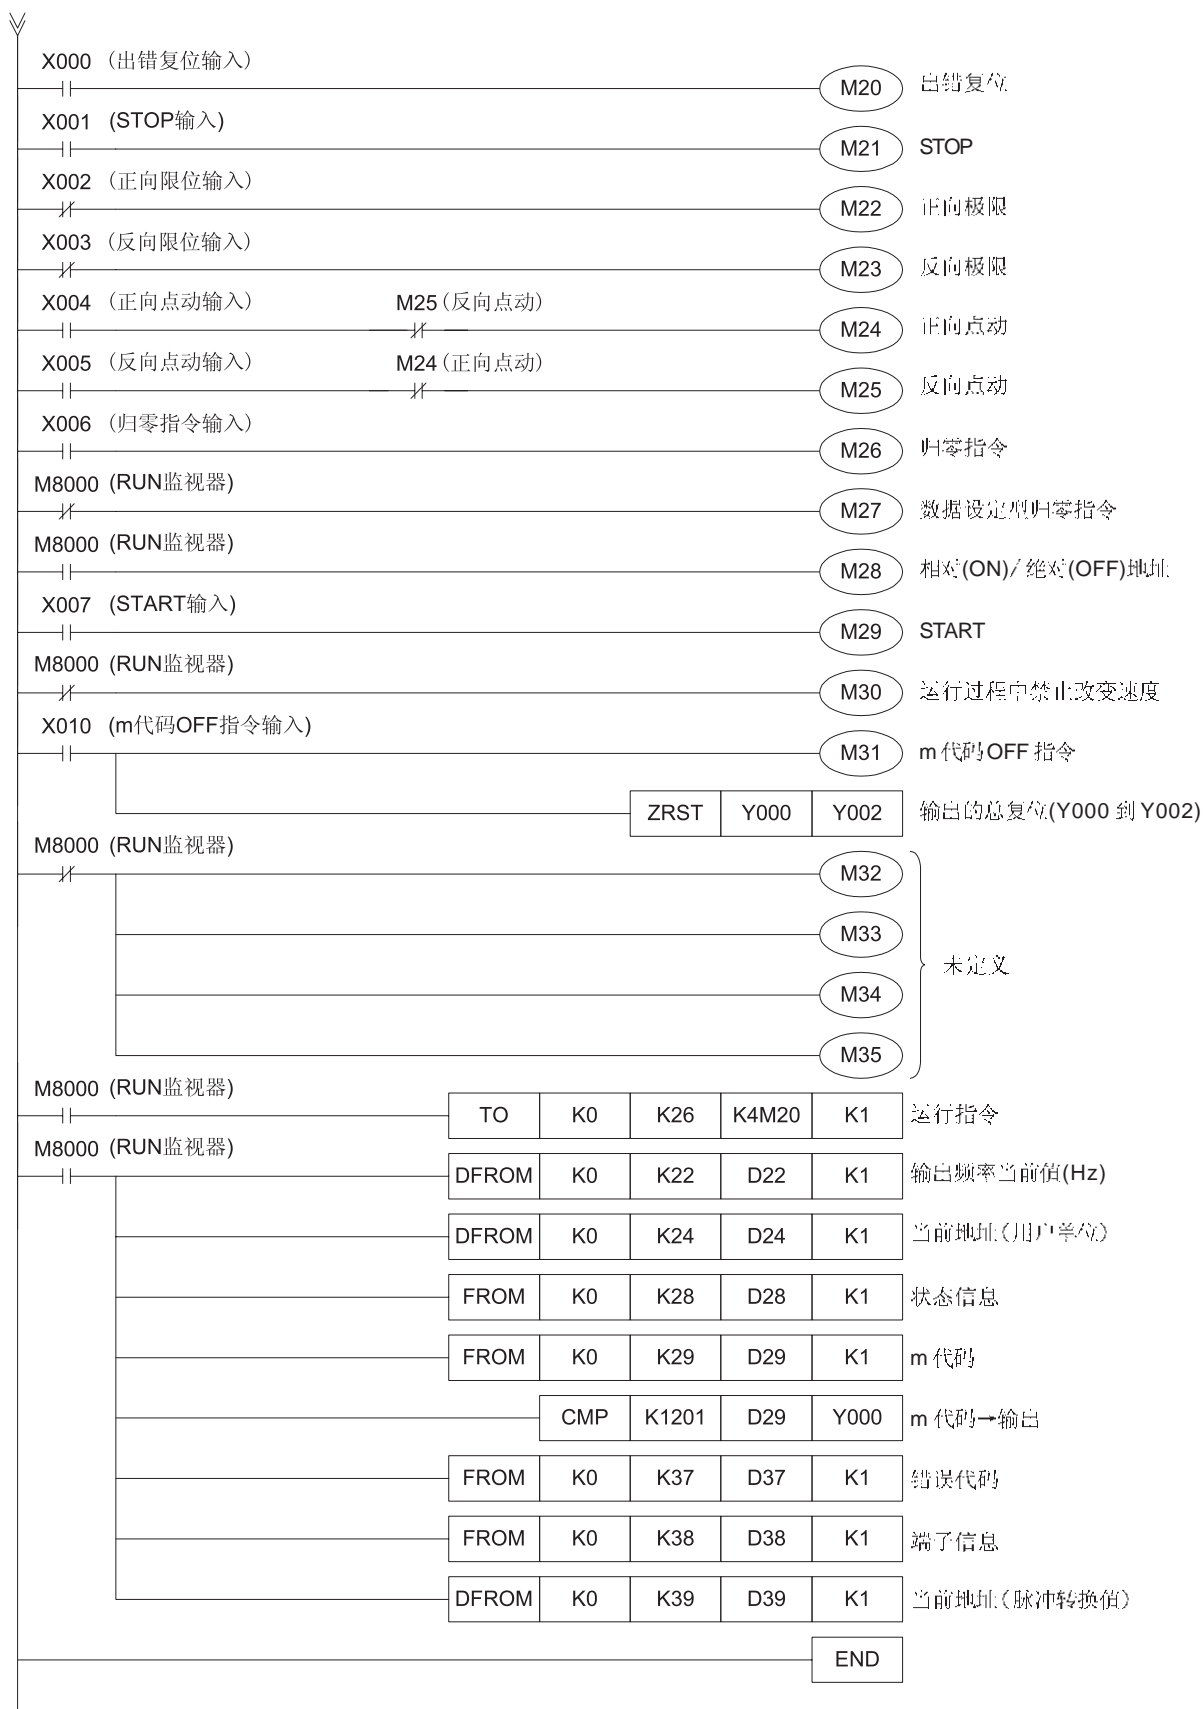 X000 (出错复位输入)
M20 出错复位
X001 (STOP输入)
M21 STOP
X002 (正向限位输入)
M22 正向极限
X003 (反向限位输入)
M23 反向极限
X004 (正向点动输入) M25 (反向点动)
M24 正向点动
X005 (反向点动输入) M24 (正向点动)
M25 反向点动
X006 (归零指令输入)
M26 归零指令
M8000 (RUN监视器)
M27 数据设定型归零指令
M8000 (RUN监视器)
M28 相对(ON)/绝对(OFF)地址
X007 (START输入)
M29 START
M8000 (RUN监视器)
M30 运行过程中禁止改变速度
X010 (m代码OFF指令输入)
M31 m代码OFF指令
ZRST Y000 Y002 输出的总复位(Y000 到 Y002)
M8000 (RUN监视器)
M32
M33
未定义
M34
M35
M8000 (RUN监视器)
TO K0 K26 K4M20 K1 运行指令
M8000 (RUN监视器)
DFROM K0 K22 D22 K1 输出频率当前值(Hz)
DFROM K0 K24 D24 K1 当前地址(用户单位)
FROM K0 K28 D28 K1 状态信息
FROM K0 K29 D29 K1 m代码
CMP K1201 D29 Y000 m代码→输出
FROM K0 K37 D37 K1 错误代码
FROM K0 K38 D38 K1 端子信息
DFROM K0 K39 D39 K1 当前地址(脉冲转换值)
END